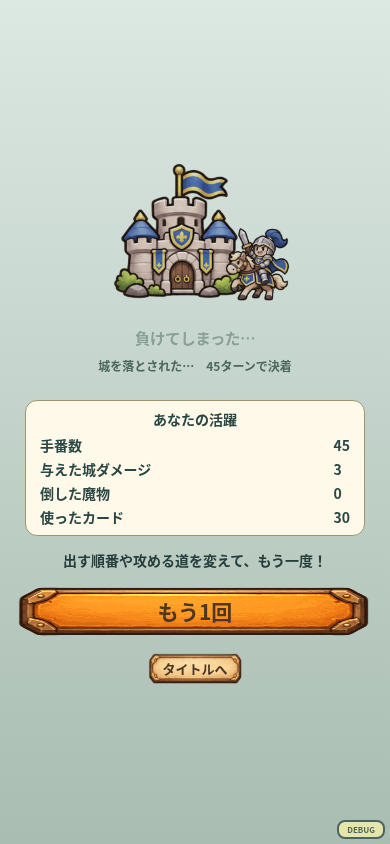 負けてしまった…
城を落とされた… 45ターンで決着
あなたの活躍
手番数 45
与えた城ダメージ 3
倒した魔物 0
使ったカード 30
出す順番や攻める道を変えて、もう一度！
もう1回
タイトルへ
DEBUG